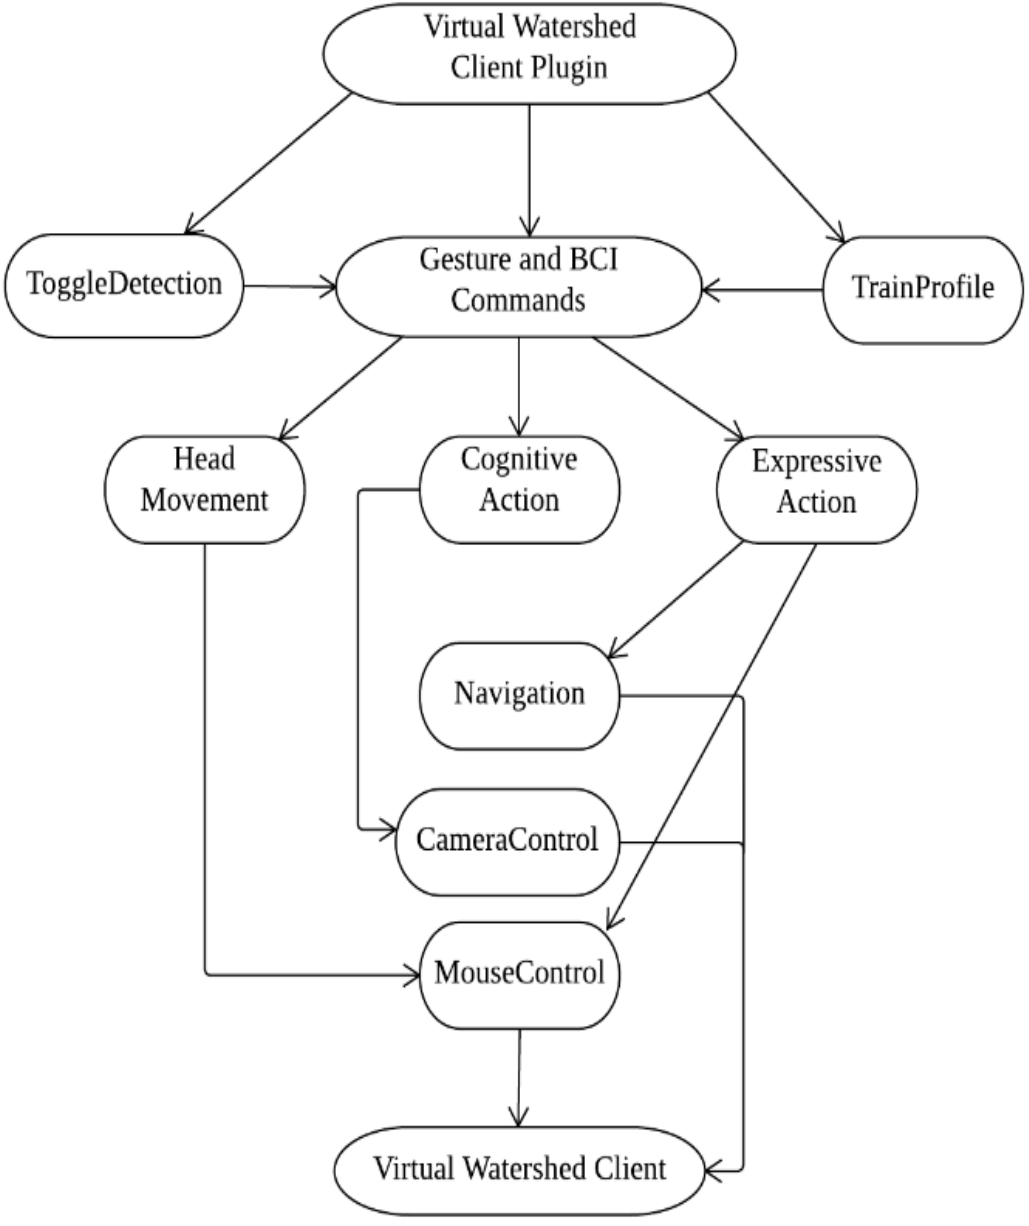 Virtual Watershed
Client Plugin
ToggleDetection
Gesture and BCI
Commands
TrainProfile
Head
Movement
Cognitive
Action
Expressive
Action
Navigation
CameraControl
MouseControl
Virtual Watershed Client